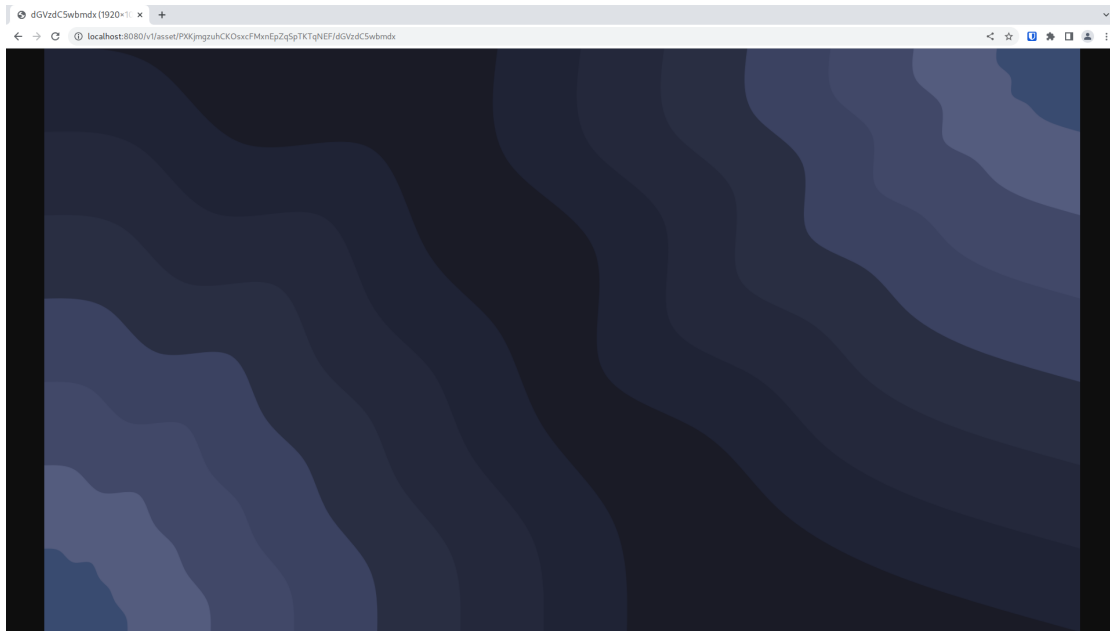 dGVzdC5wbmdx (1920×10
localhost:8080/v1/asset/PXKjmgzuhCKOsxcFMxnEpZqSpTKTqNEF/dGVzdC5wbmdx